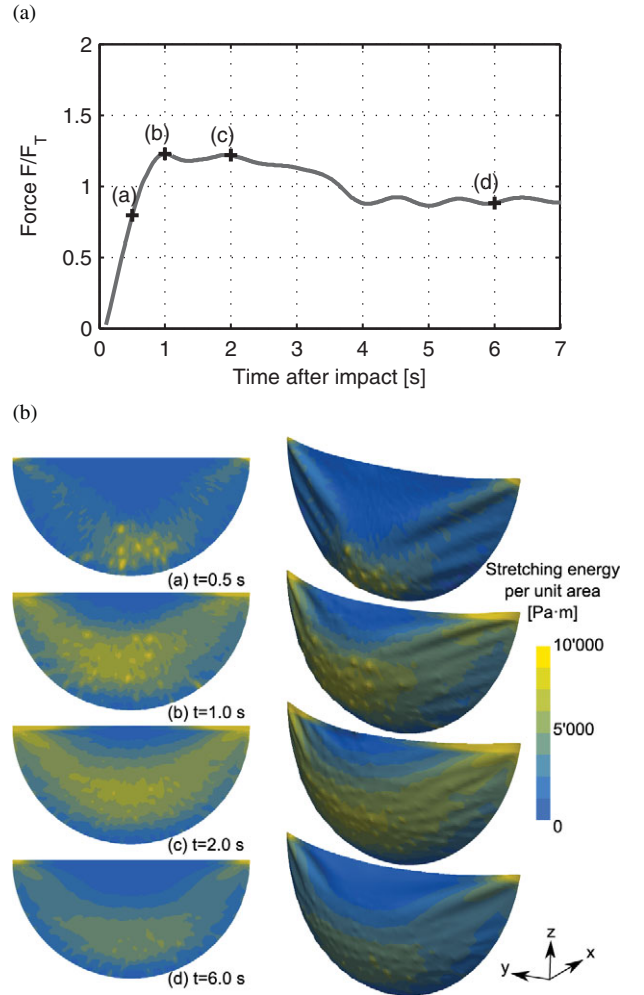 (a)
2
1.5
1
0.5
0
(b)
(c)
(a)
(d)
0 1 2 3 4 5 6 7
Force F/F_T
Time after impact [s]
(b)
(a) t=0.5 s
(b) t=1.0 s
(c) t=2.0 s
(d) t=6.0 s
Stretching energy
per unit area
[Pa·m]
10'000
5'000
0
z
x
y